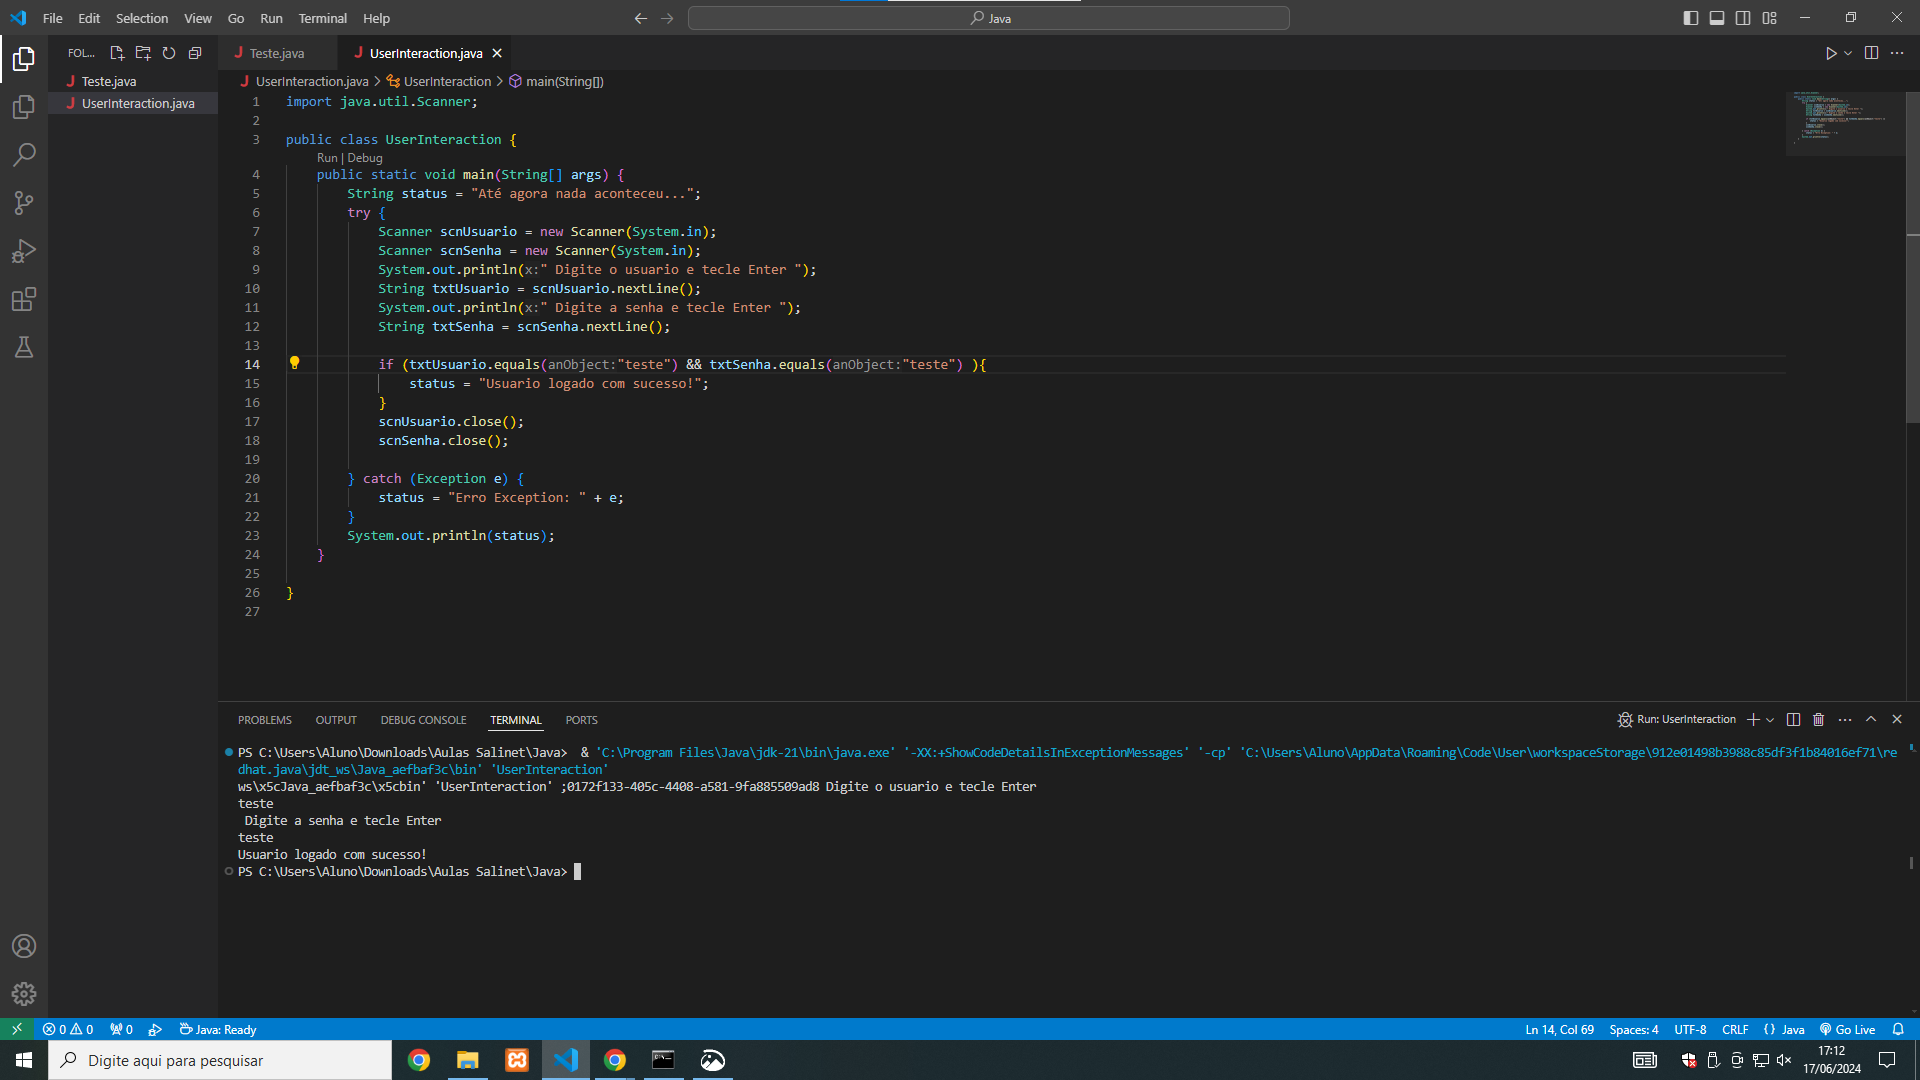 File Edit Selection View Go Run Terminal Help
Java
FOL...
Teste.java
UserInteraction.java
Teste.java
UserInteraction.java
UserInteraction.java > UserInteraction > main(String[])
1 import java.util.Scanner;
2
3 public class UserInteraction {
Run | Debug
4 public static void main(String[] args) {
5 String status = "Até agora nada aconteceu...";
6 try {
7 Scanner scnUsuario = new Scanner(System.in);
8 Scanner scnSenha = new Scanner(System.in);
9 System.out.println(x:" Digite o usuario e tecle Enter ");
10 String txtUsuario = scnUsuario.nextLine();
11 System.out.println(x:" Digite a senha e tecle Enter ");
12 String txtSenha = scnSenha.nextLine();
13
14 if (txtUsuario.equals(anObject:"teste") && txtSenha.equals(anObject:"teste") ){
15 status = "Usuario logado com sucesso!";
16 }
17 scnUsuario.close();
18 scnSenha.close();
19
20 } catch (Exception e) {
21 status = "Erro Exception: " + e;
22 }
23 System.out.println(status);
24 }
25
26 }
27
PROBLEMS OUTPUT DEBUG CONSOLE TERMINAL PORTS
Run: UserInteraction
PS C:\Users\Aluno\Downloads\Aulas Salinet\Java> & 'C:\Program Files\Java\jdk-21\bin\java.exe' '-XX:+ShowCodeDetailsInExceptionMessages' '-cp' 'C:\Users\Aluno\AppData\Roaming\Code\User\workspaceStorage\912e01498b3988c85df3f1b84016ef71\re
dhat.java\jdt_ws\Java_aefbaf3c\bin' 'UserInteraction'
ws\x5cJava_aefbaf3c\x5cbin' 'UserInteraction' ;0172f133-405c-4408-a581-9fa885509ad8 Digite o usuario e tecle Enter
teste
Digite a senha e tecle Enter
teste
Usuario logado com sucesso!
PS C:\Users\Aluno\Downloads\Aulas Salinet\Java>
0 0 0 Java: Ready
Ln 14, Col 69 Spaces: 4 UTF-8 CRLF {} Java Go Live
Digite aqui para pesquisar
17:12
17/06/2024